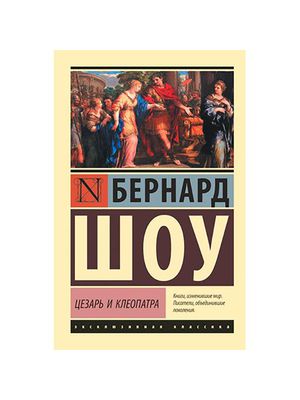 N БЕРНАРД
ШОУ
ЦЕЗАРЬ И КЛЕОПАТРА
Книги, изменившие мир.
Писатели, объединившие
поколения.
ЭКСКЛЮЗИВНАЯ КЛАССИКА